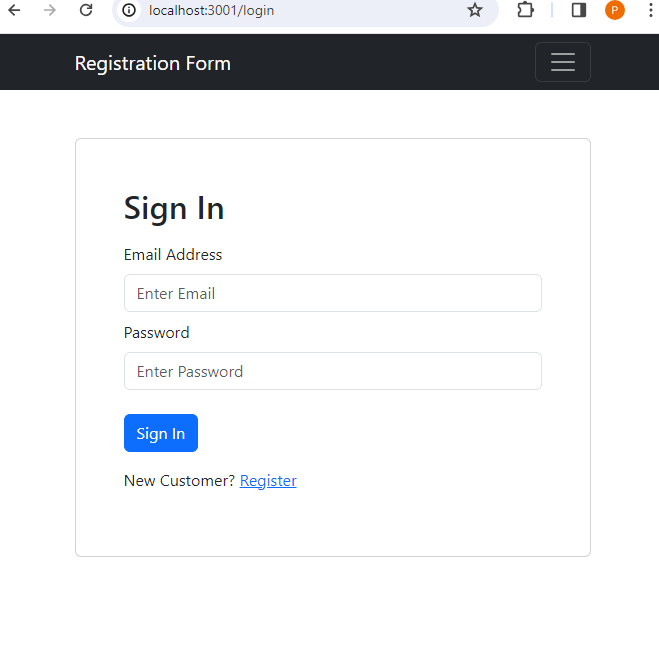 localhost:3001/login
P
Registration Form
Sign In
Email Address
Enter Email
Password
Enter Password
Sign In
New Customer? Register